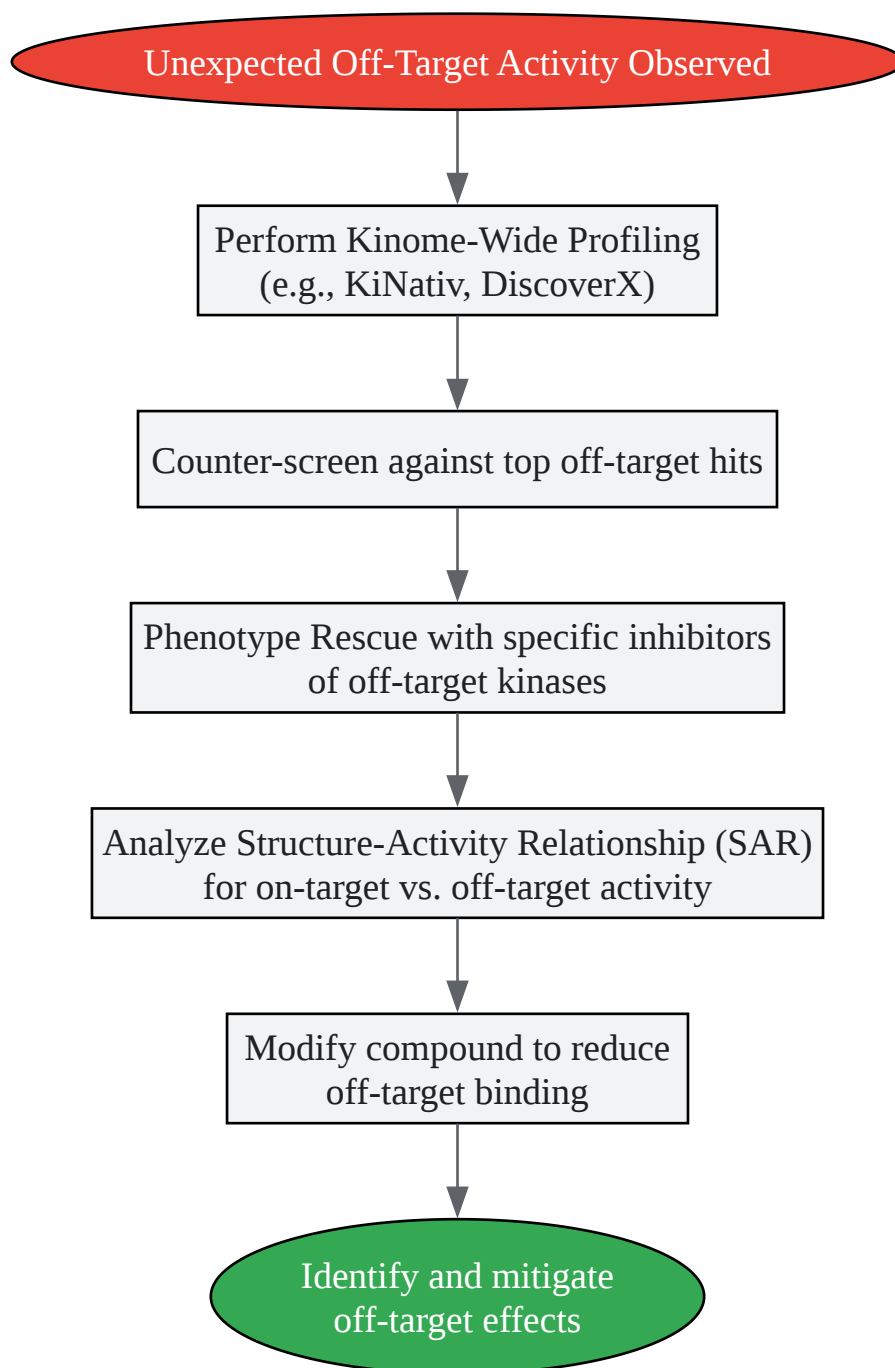 Unexpected Off-Target Activity Observed
Perform Kinome-Wide Profiling
(e.g., KiNativ, DiscoverX)
Counter-screen against top off-target hits
Phenotype Rescue with specific inhibitors
of off-target kinases
Analyze Structure-Activity Relationship (SAR)
for on-target vs. off-target activity
Modify compound to reduce
off-target binding
Identify and mitigate
off-target effects